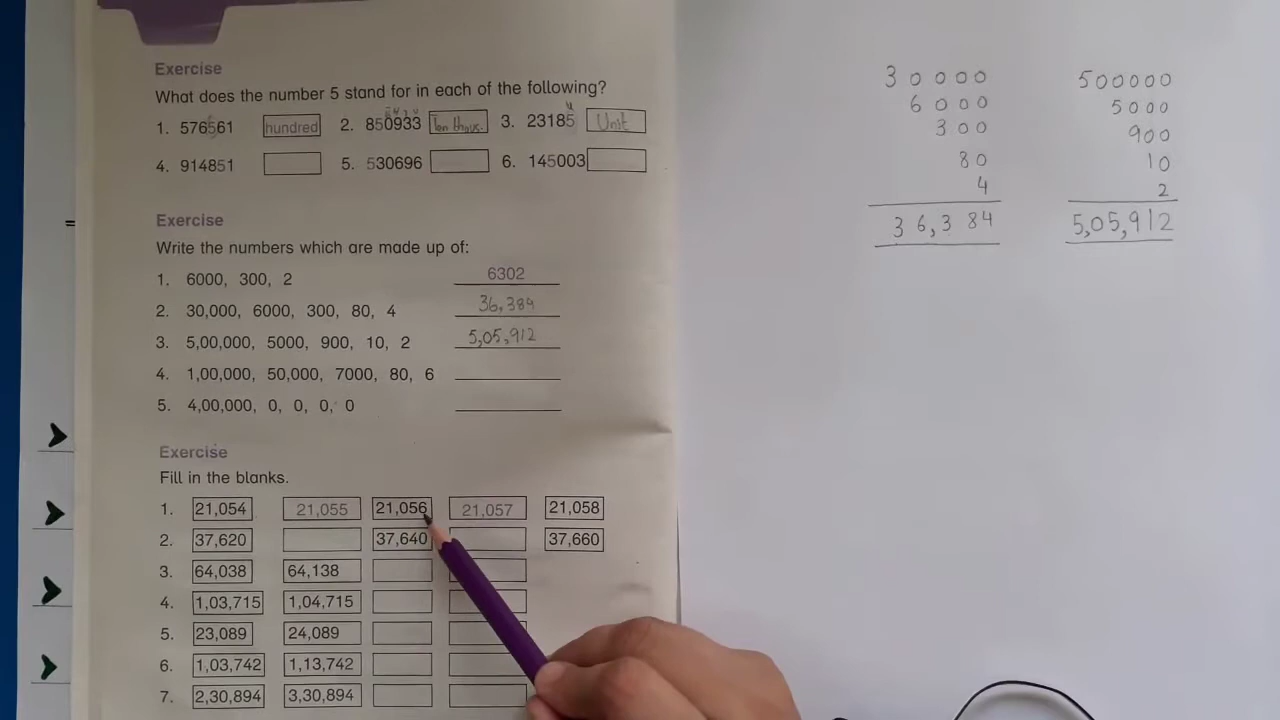 Exercise
What does the number 5 stand for in each of the following?
1. 576561 hundred 2. 850933 Ten thous. 3. 23185 Unit
4. 914851 5. 530696 6. 145003
Exercise
Write the numbers which are made up of:
1. 6000, 300, 2 6302
2. 30,000, 6000, 300, 80, 4 36,384
3. 5,00,000, 5000, 900, 10, 2 5,05,912
4. 1,00,000, 50,000, 7000, 80, 6
5. 4,00,000, 0, 0, 0, 0
Exercise
Fill in the blanks.
1. 21,054 21,055 21,056 21,057 21,058
2. 37,620 37,640 37,660
3. 64,038 64,138
4. 1,03,715 1,04,715
5. 23,089 24,089
6. 1,03,742 1,13,742
7. 2,30,894 3,30,894
30000
6000
300
80
4
36,384
500000
5000
900
10
2
5,05,912